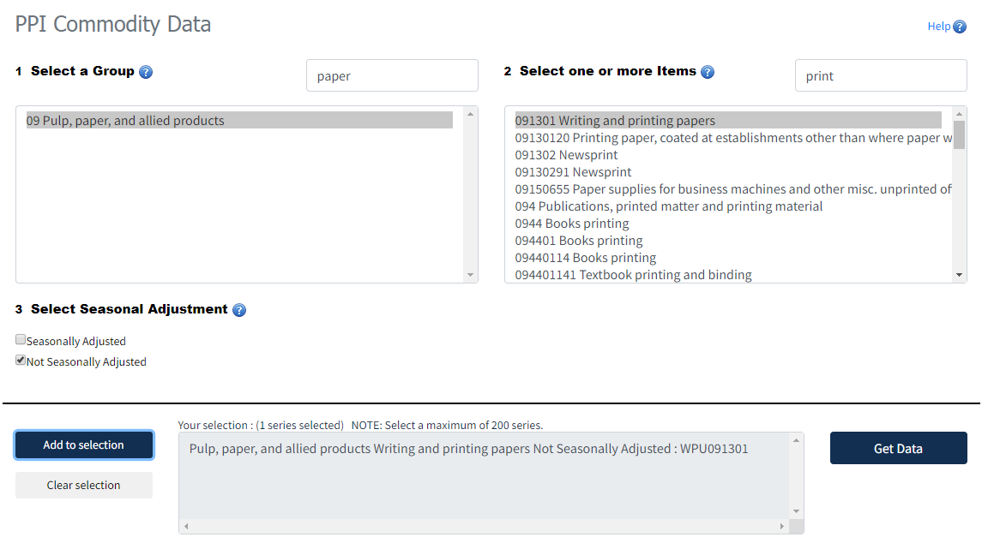 PPI Commodity Data
Help ?
1 Select a Group ?
paper
2 Select one or more Items ?
print
09 Pulp, paper, and allied products
091301 Writing and printing papers
09130120 Printing paper, coated at establishments other than where paper w
091302 Newsprint
09130291 Newsprint
09150655 Paper supplies for business machines and other misc. unprinted of
094 Publications, printed matter and printing material
0944 Books printing
094401 Books printing
09440114 Books printing
094401141 Textbook printing and binding
3 Select Seasonal Adjustment ?
Seasonally Adjusted
Not Seasonally Adjusted
Your selection : (1 series selected) NOTE: Select a maximum of 200 series.
Add to selection
Pulp, paper, and allied products Writing and printing papers Not Seasonally Adjusted : WPU091301
Get Data
Clear selection